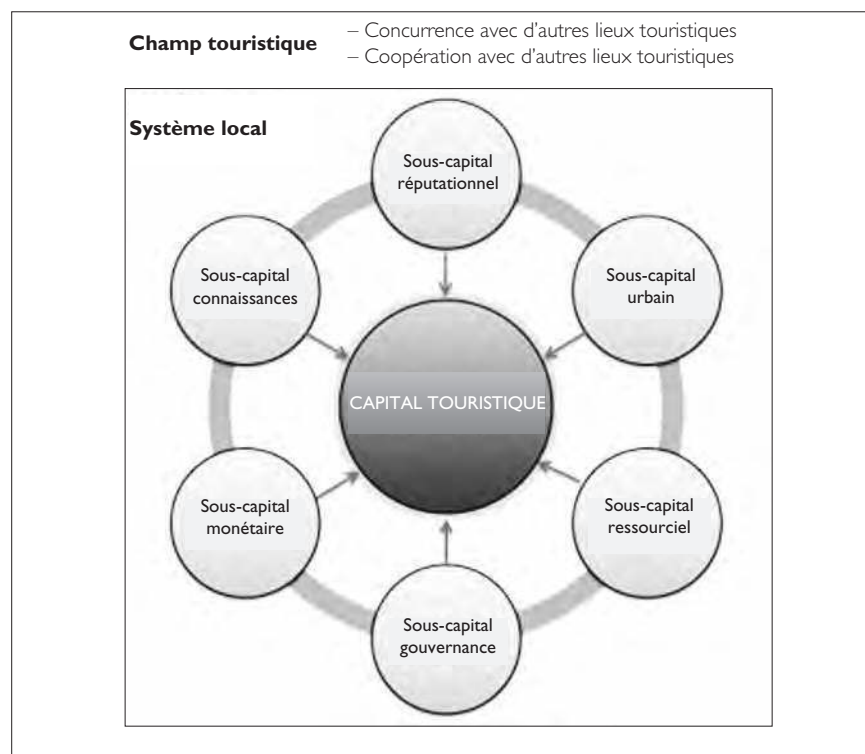 Champ touristique
– Concurrence avec d’autres lieux touristiques
– Coopération avec d’autres lieux touristiques
Système local
Sous-capital
réputationnel
Sous-capital
connaissances
Sous-capital
urbain
CAPITAL TOURISTIQUE
Sous-capital
monétaire
Sous-capital
ressourciel
Sous-capital
gouvernance